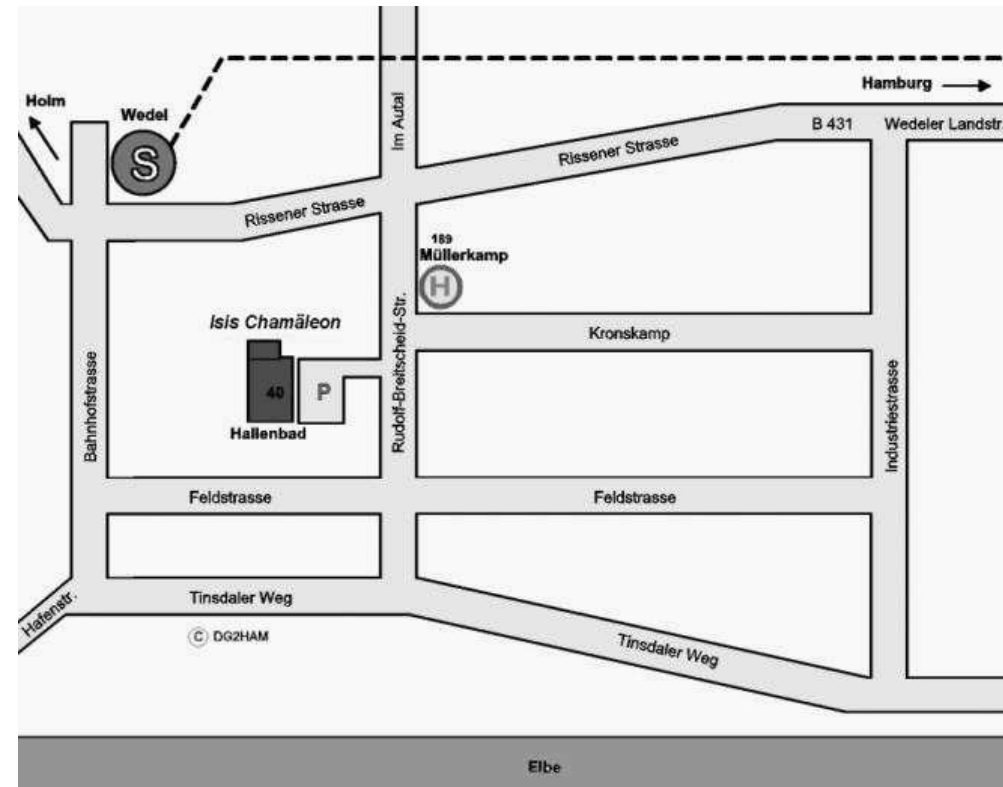 Hamburg
Holm
Wedel
S
Im Autal
B 431
Wedeler Landstr.
Rissener Strasse
Rissener Strasse
189
Müllerkamp
H
Isis Chamäleon
Kronskamp
Rudolf-Breitscheid-Str.
Bahnhofstrasse
Industriestrasse
40
P
Hallenbad
Feldstrasse
Feldstrasse
Hafenstr.
Tinsdaler Weg
C DG2HAM
Tinsdaler Weg
Elbe